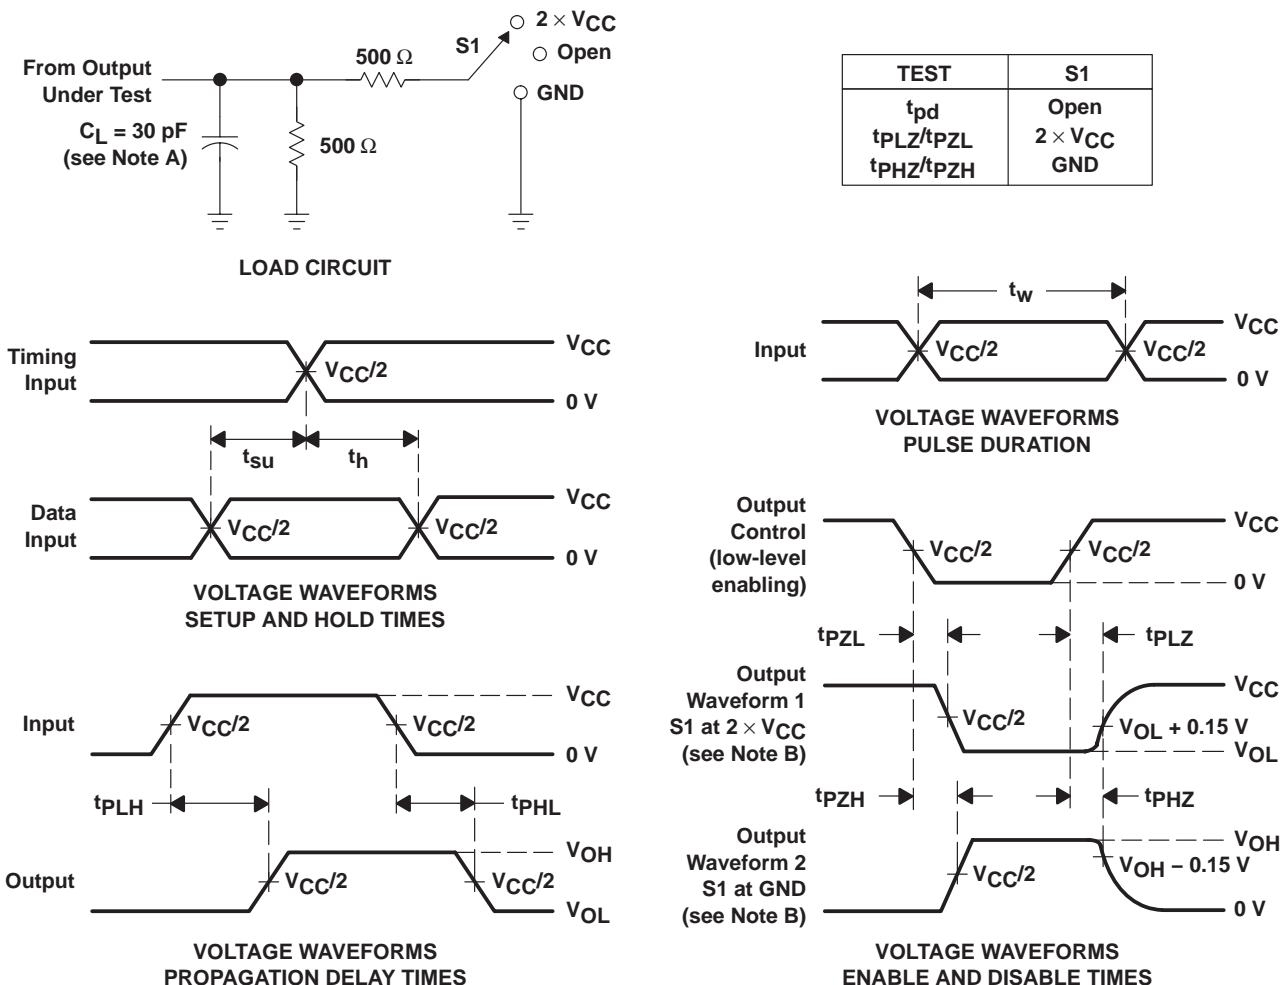 2 × VCC
S1
Open
GND
500 Ω
From Output
Under Test
CL = 30 pF
(see Note A)
500 Ω
LOAD CIRCUIT
TEST S1
tpd Open
tPLZ/tPZL 2 × VCC
tPHZ/tPZH GND
Timing
Input
VCC
VCC/2
0 V
tsu
th
Data
Input
VCC
VCC/2
VCC/2
0 V
VOLTAGE WAVEFORMS
SETUP AND HOLD TIMES
tw
Input
VCC
VCC/2
VCC/2
0 V
VOLTAGE WAVEFORMS
PULSE DURATION
Input
VCC
VCC/2
VCC/2
0 V
tPLH
tPHL
Output
VOH
VCC/2
VCC/2
VOL
VOLTAGE WAVEFORMS
PROPAGATION DELAY TIMES
Output
Control
(low-level
enabling)
VCC
VCC/2
VCC/2
0 V
tPZL
tPLZ
Output
Waveform 1
S1 at 2 × VCC
(see Note B)
VCC
VCC/2
VOL + 0.15 V
VOL
tPZH
tPHZ
Output
Waveform 2
S1 at GND
(see Note B)
VOH
VCC/2
VOH – 0.15 V
0 V
VOLTAGE WAVEFORMS
ENABLE AND DISABLE TIMES